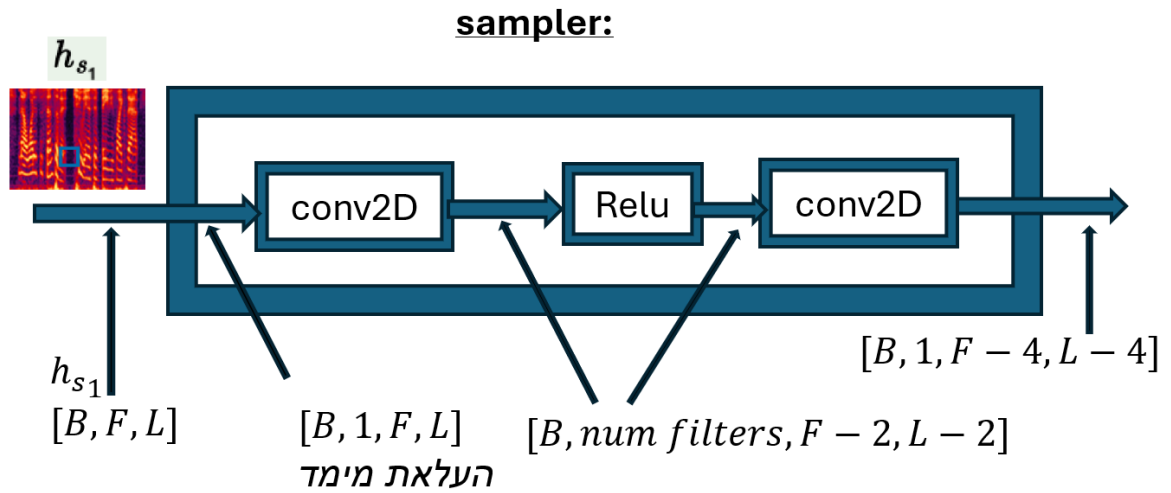 sampler:
h_{s_1}
conv2D
Relu
conv2D
[B, 1, F − 4, L − 4]
h_{s_1}
[B, F, L]
[B, 1, F, L]
העלאת מימד
[B, num filters, F − 2, L − 2]